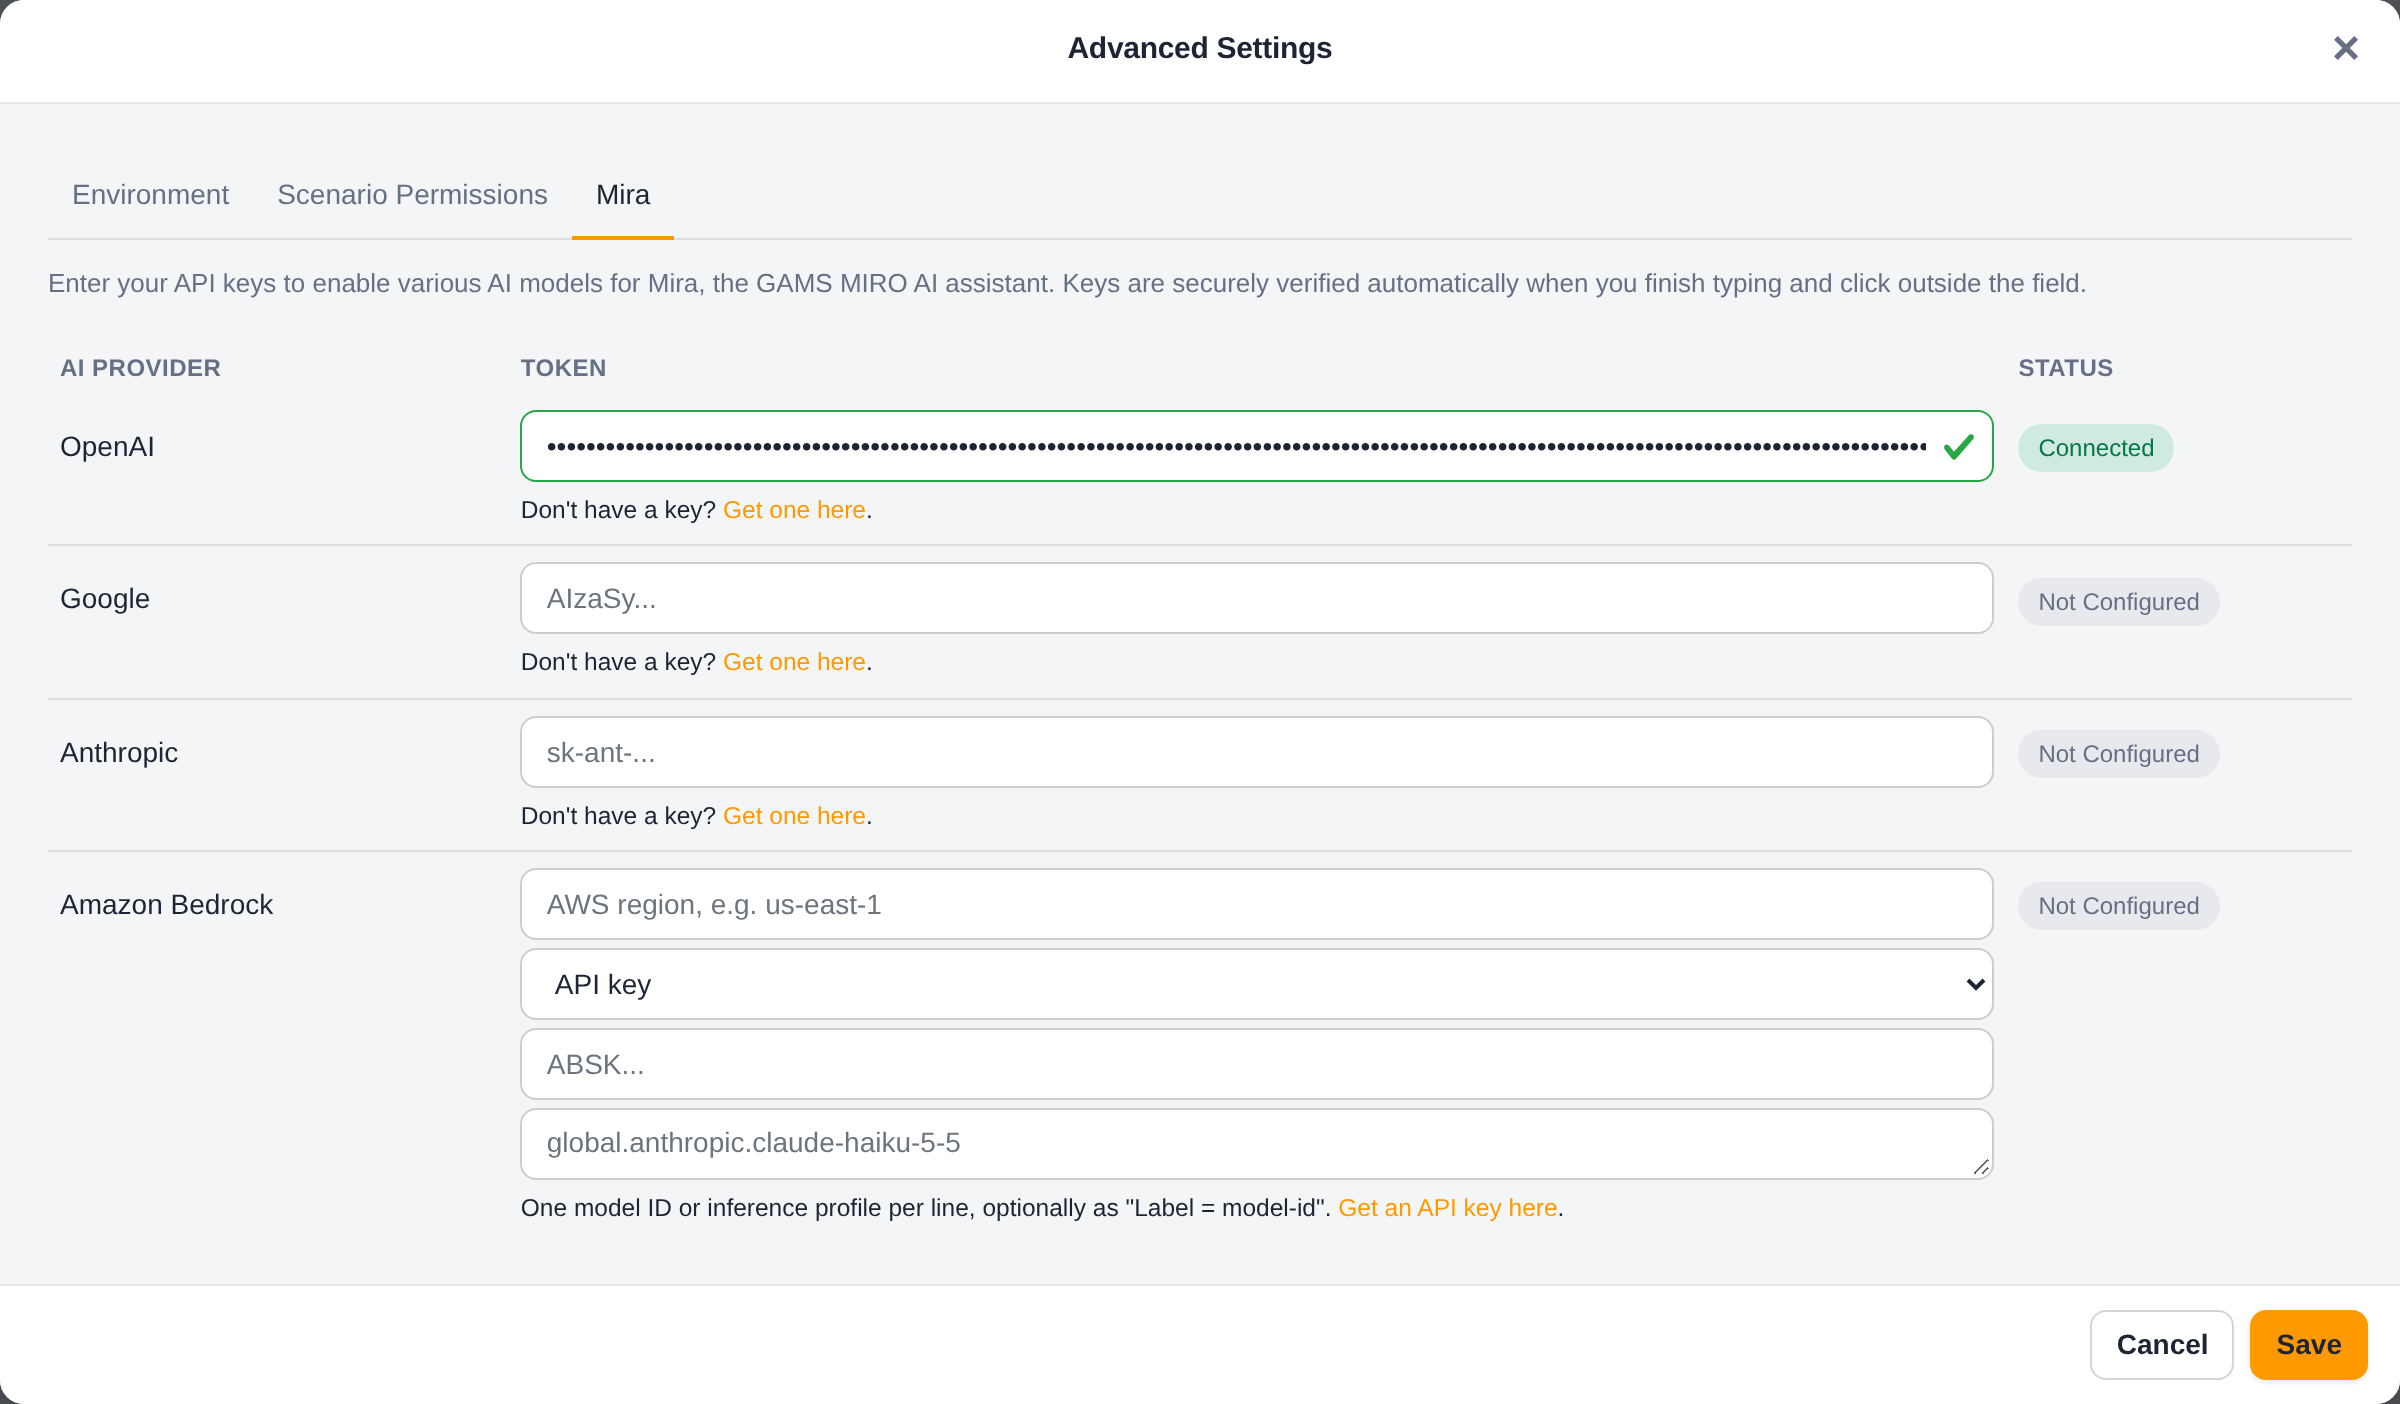 Advanced Settings
Environment
Scenario Permissions
Mira
Enter your API keys to enable various AI models for Mira, the GAMS MIRO AI assistant. Keys are securely verified automatically when you finish typing and click outside the field.
AI PROVIDER
TOKEN
STATUS
OpenAI
Connected
Don't have a key? Get one here.
Google
AIzaSy...
Not Configured
Don't have a key? Get one here.
Anthropic
sk-ant-...
Not Configured
Don't have a key? Get one here.
Amazon Bedrock
AWS region, e.g. us-east-1
Not Configured
API key
ABSK...
global.anthropic.claude-haiku-5-5
One model ID or inference profile per line, optionally as "Label = model-id". Get an API key here.
Cancel
Save